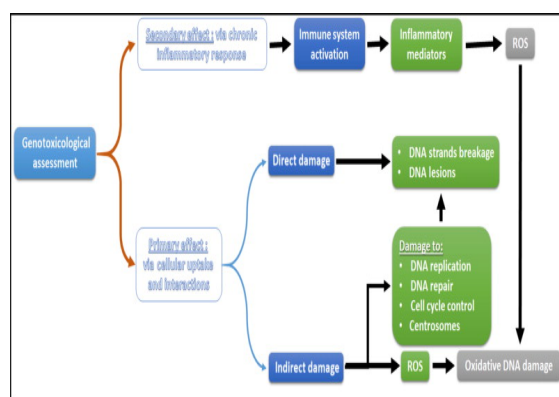 Secondary effect : via chronic
inflammatory response
Immune system
activation
Inflammatory
mediators
ROS
Genotoxicological
assessment
Direct damage
• DNA strands breakage
• DNA lesions
Primary effect :
via cellular uptake
and interactions
Damage to:
• DNA replication
• DNA repair
• Cell cycle control
• Centrosomes
Indirect damage
ROS
Oxidative DNA damage